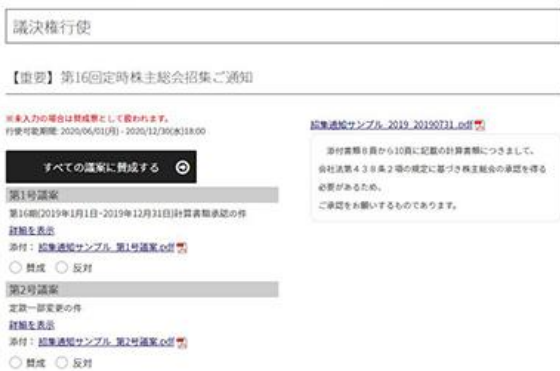 議決権行使
【重要】第16回定時株主総会招集ご通知
※未入力の場合は賛成票として扱われます。
行使可能期間: 2020/06/01(月) - 2020/12/30(水)18:00
すべての議案に賛成する
第1号議案
第16期(2019年1月1日-2019年12月31日)計算書類承認の件
詳細を表示
添付： 招集通知サンプル_第1号議案.pdf
賛成 反対
第2号議案
定款一部変更の件
詳細を表示
添付： 招集通知サンプル_第2号議案.pdf
賛成 反対
招集通知サンプル_2019_20190731.pdf
添付書類８頁から10頁に記載の計算書類につきまして、
会社法第４３８条２項の規定に基づき株主総会の承認を得る
必要があるため、
ご承認をお願いするものであります。